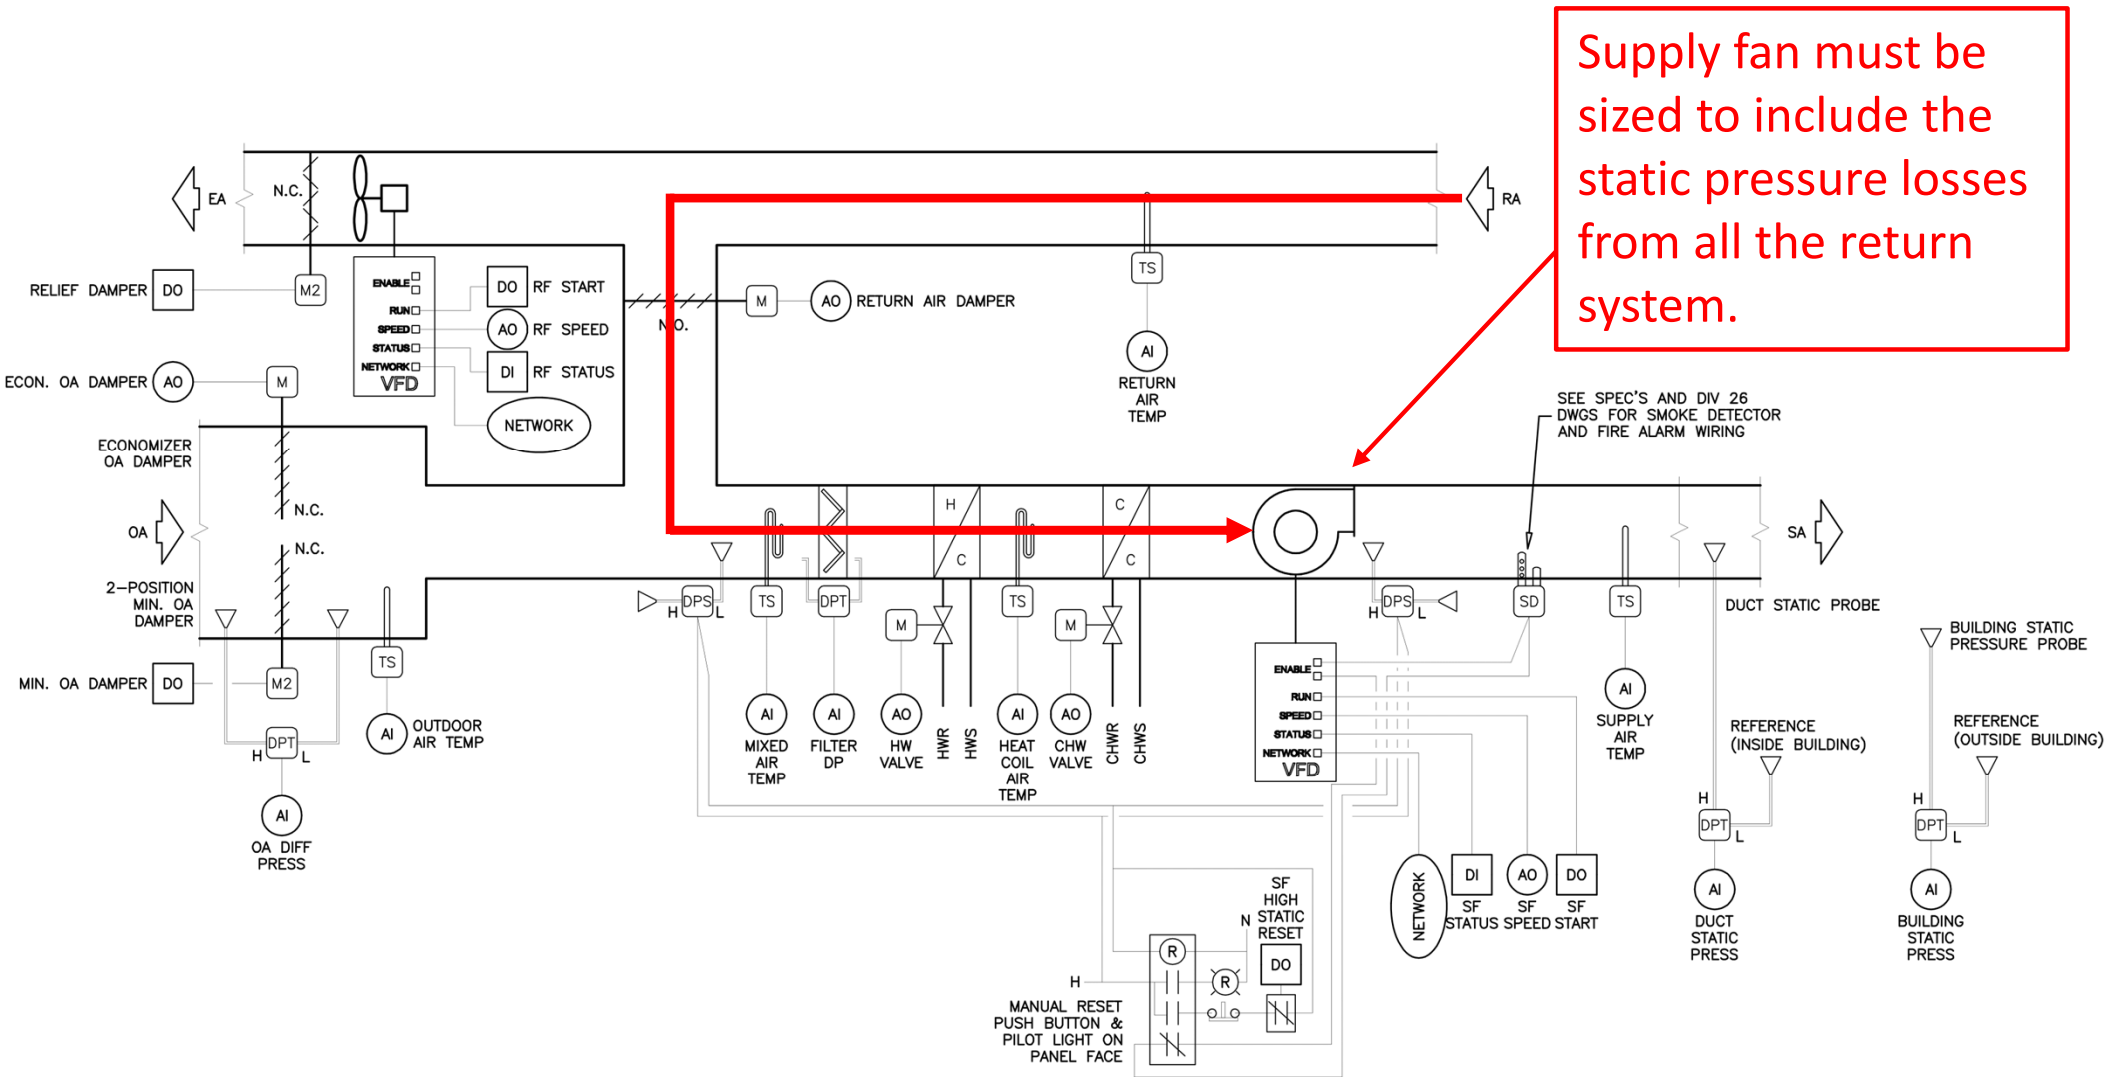 Supply fan must be
sized to include the
static pressure losses
from all the return
system.
EA
N.C.
RA
RELIEF DAMPER
DO
M2
ENABLE
RUN
SPEED
STATUS
NETWORK
VFD
DO
RF START
AO
RF SPEED
DI
RF STATUS
NETWORK
N.O.
M
AO
RETURN AIR DAMPER
TS
AI
RETURN
AIR
TEMP
ECON. OA DAMPER
AO
M
ECONOMIZER
OA DAMPER
N.C.
OA
N.C.
2-POSITION
MIN. OA
DAMPER
MIN. OA DAMPER
DO
M2
TS
AI
OUTDOOR
AIR TEMP
H
DPT
L
AI
OA DIFF
PRESS
SEE SPEC'S AND DIV 26
DWGS FOR SMOKE DETECTOR
AND FIRE ALARM WIRING
H
C
C
C
SA
H
DPS
L
TS
DPT
M
TS
M
H
DPS
L
SD
TS
DUCT STATIC PROBE
BUILDING STATIC
PRESSURE PROBE
AI
MIXED
AIR
TEMP
AI
FILTER
DP
AO
HW
VALVE
HWR
HWS
AI
HEAT
COIL
AIR
TEMP
AO
CHW
VALVE
CHWR
CHWS
ENABLE
RUN
SPEED
STATUS
NETWORK
VFD
AI
SUPPLY
AIR
TEMP
REFERENCE
(INSIDE BUILDING)
REFERENCE
(OUTSIDE BUILDING)
H
DPT
L
H
DPT
L
NETWORK
DI
SF
STATUS
AO
SF
SPEED
DO
SF
START
AI
DUCT
STATIC
PRESS
AI
BUILDING
STATIC
PRESS
SF
HIGH
STATIC
RESET
N
DO
R
R
H
MANUAL RESET
PUSH BUTTON &
PILOT LIGHT ON
PANEL FACE